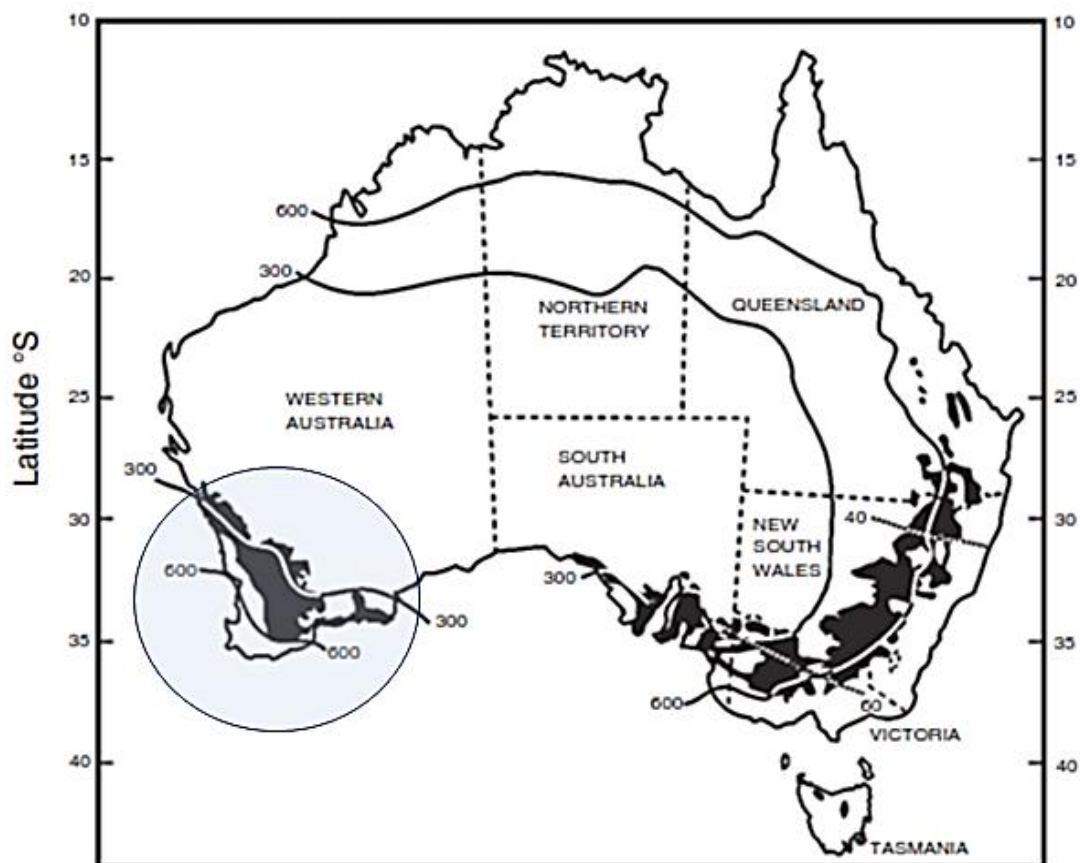 10
10
15
15
600
20
300
20
QUEENSLAND
NORTHERN
TERRITORY
Latitude °S
25
25
WESTERN
AUSTRALIA
SOUTH
AUSTRALIA
300
30
40
30
NEW
SOUTH
WALES
600
300
300
35
600
35
600
60
VICTORIA
40
40
TASMANIA